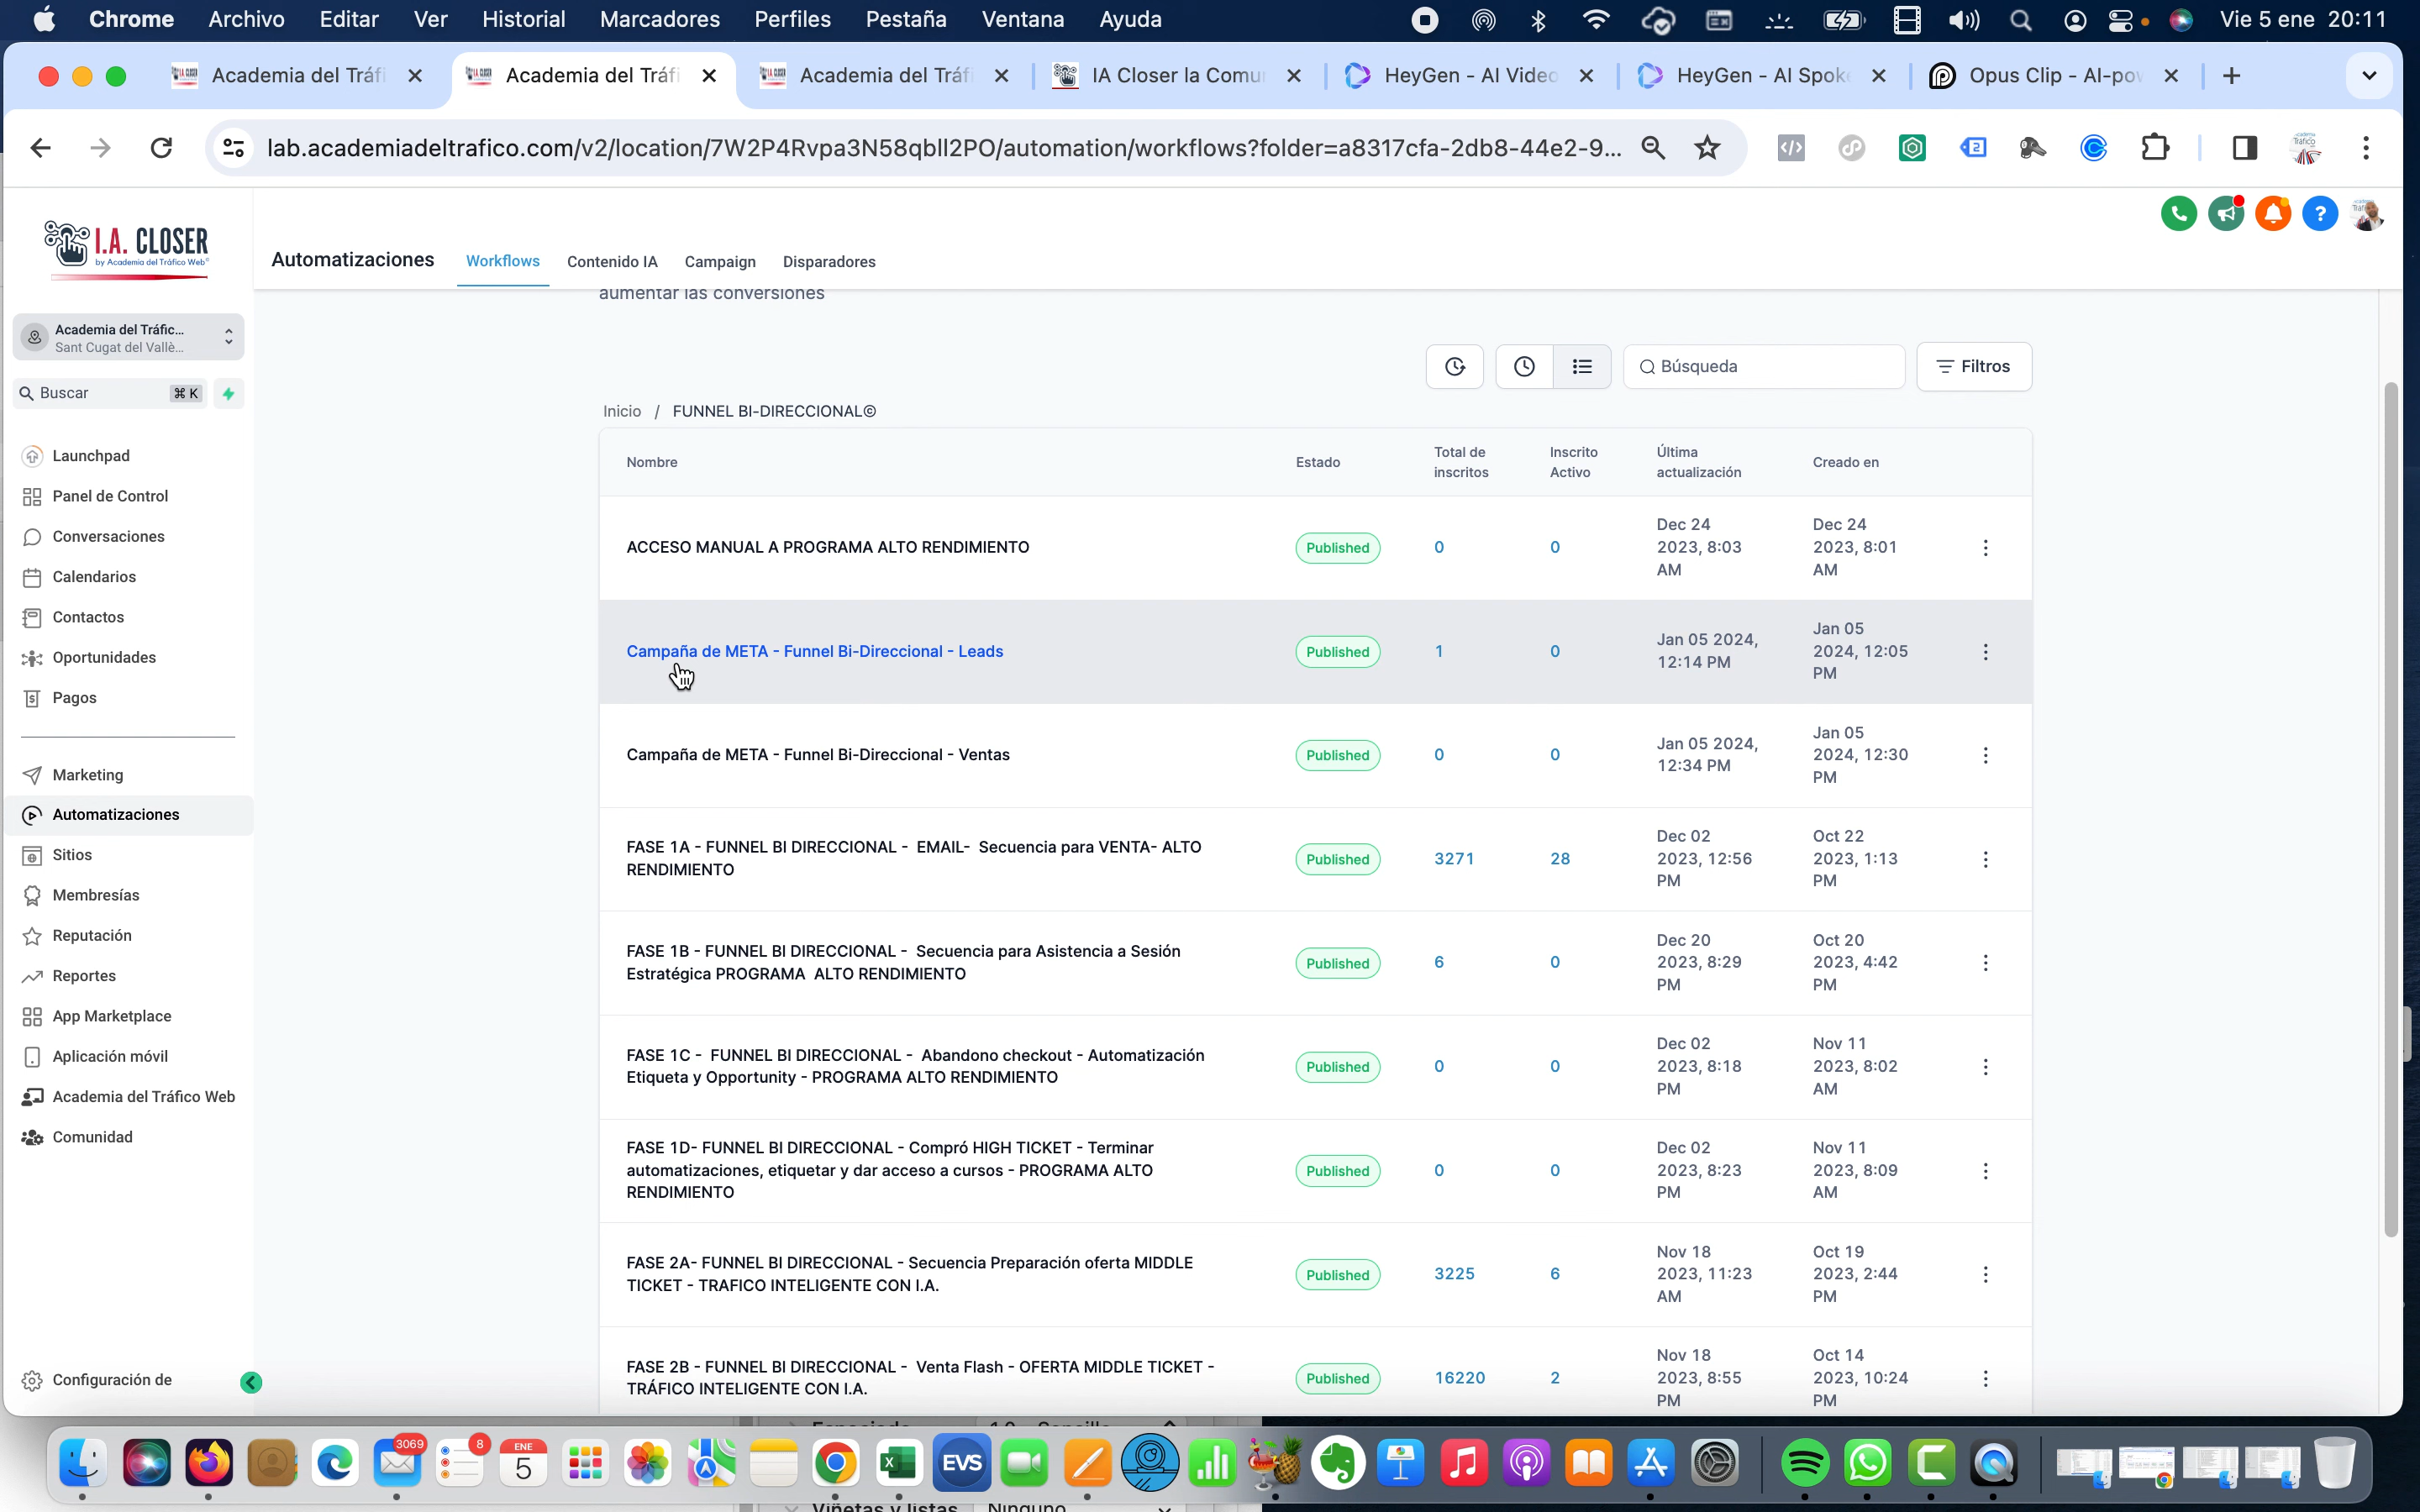 Chrome Archivo Editar Ver Historial Marcadores Perfiles Pestaña Ventana Ayuda Vie 5 ene 20:11
Academia del Tráfi Academia del Tráfi Academia del Tráfi IA Closer la Comu HeyGen - AI Video HeyGen - AI Spok Opus Clip - AI-po
lab.academiadeltrafico.com/v2/location/7W2P4Rvpa3N58qbll2PO/automation/workflows?folder=a8317cfa-2db8-44e2-9...
I.A. CLOSER
by Academia del Tráfico Web
Automatizaciones Workflows Contenido IA Campaign Disparadores
aumentar las conversiones
Academia del Tráfic...
Sant Cugat del Vallè...
Buscar ⌘ K
Launchpad
Panel de Control
Conversaciones
Calendarios
Contactos
Oportunidades
Pagos
Marketing
Automatizaciones
Sitios
Membresías
Reputación
Reportes
App Marketplace
Aplicación móvil
Academia del Tráfico Web
Comunidad
Configuración de
Búsqueda Filtros
Inicio / FUNNEL BI-DIRECCIONAL©
Nombre Estado Total de inscritos Inscrito Activo Última actualización Creado en
ACCESO MANUAL A PROGRAMA ALTO RENDIMIENTO Published 0 0 Dec 24 2023, 8:03 AM Dec 24 2023, 8:01 AM
Campaña de META - Funnel Bi-Direccional - Leads Published 1 0 Jan 05 2024, 12:14 PM Jan 05 2024, 12:05 PM
Campaña de META - Funnel Bi-Direccional - Ventas Published 0 0 Jan 05 2024, 12:34 PM Jan 05 2024, 12:30 PM
FASE 1A - FUNNEL BI DIRECCIONAL - EMAIL- Secuencia para VENTA- ALTO
RENDIMIENTO Published 3271 28 Dec 02 2023, 12:56 PM Oct 22 2023, 1:13 PM
FASE 1B - FUNNEL BI DIRECCIONAL - Secuencia para Asistencia a Sesión
Estratégica PROGRAMA ALTO RENDIMIENTO Published 6 0 Dec 20 2023, 8:29 PM Oct 20 2023, 4:42 PM
FASE 1C - FUNNEL BI DIRECCIONAL - Abandono checkout - Automatización
Etiqueta y Opportunity - PROGRAMA ALTO RENDIMIENTO Published 0 0 Dec 02 2023, 8:18 PM Nov 11 2023, 8:02 AM
FASE 1D- FUNNEL BI DIRECCIONAL - Compró HIGH TICKET - Terminar
automatizaciones, etiquetar y dar acceso a cursos - PROGRAMA ALTO
RENDIMIENTO Published 0 0 Dec 02 2023, 8:23 PM Nov 11 2023, 8:09 AM
FASE 2A- FUNNEL BI DIRECCIONAL - Secuencia Preparación oferta MIDDLE
TICKET - TRAFICO INTELIGENTE CON I.A. Published 3225 6 Nov 18 2023, 11:23 AM Oct 19 2023, 2:44 PM
FASE 2B - FUNNEL BI DIRECCIONAL - Venta Flash - OFERTA MIDDLE TICKET -
TRÁFICO INTELIGENTE CON I.A. Published 16220 2 Nov 18 2023, 8:55 PM Oct 14 2023, 10:24 PM
3069 8 ENE 5 EVS
Viñetas y listas Ninguno